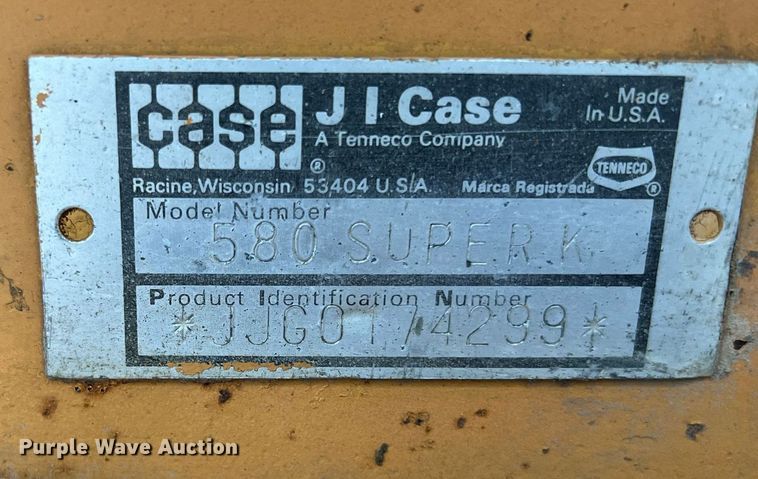 case J I Case Made
A Tenneco Company In U.S.A.
® TENNECO
Racine, Wisconsin 53404 U.S.A. Marca Registrada ®
Model Number
580 SUPER K
Product Identification Number
*JJG0174299*
Purple Wave Auction